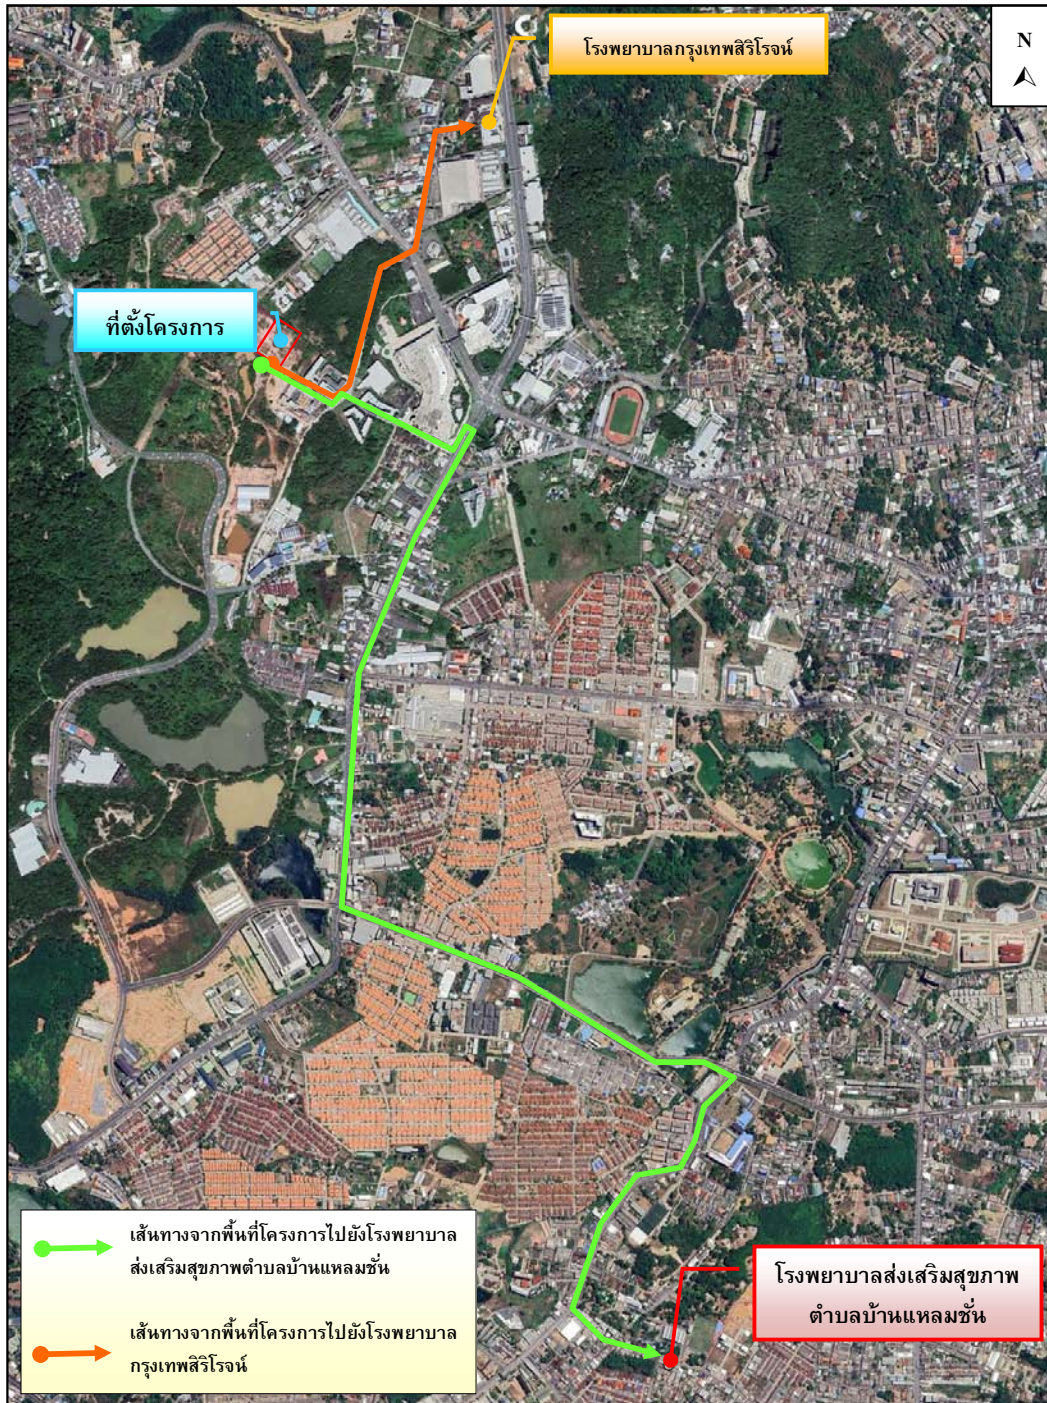 โรงพยาบาลกรุงเทพสิริโรจน์
N
ที่ตั้งโครงการ
เส้นทางจากพื้นที่โครงการไปยังโรงพยาบาล
ส่งเสริมสุขภาพตำบลบ้านแหลมชั่น
เส้นทางจากพื้นที่โครงการไปยังโรงพยาบาล
กรุงเทพสิริโรจน์
โรงพยาบาลส่งเสริมสุขภาพ
ตำบลบ้านแหลมชั่น